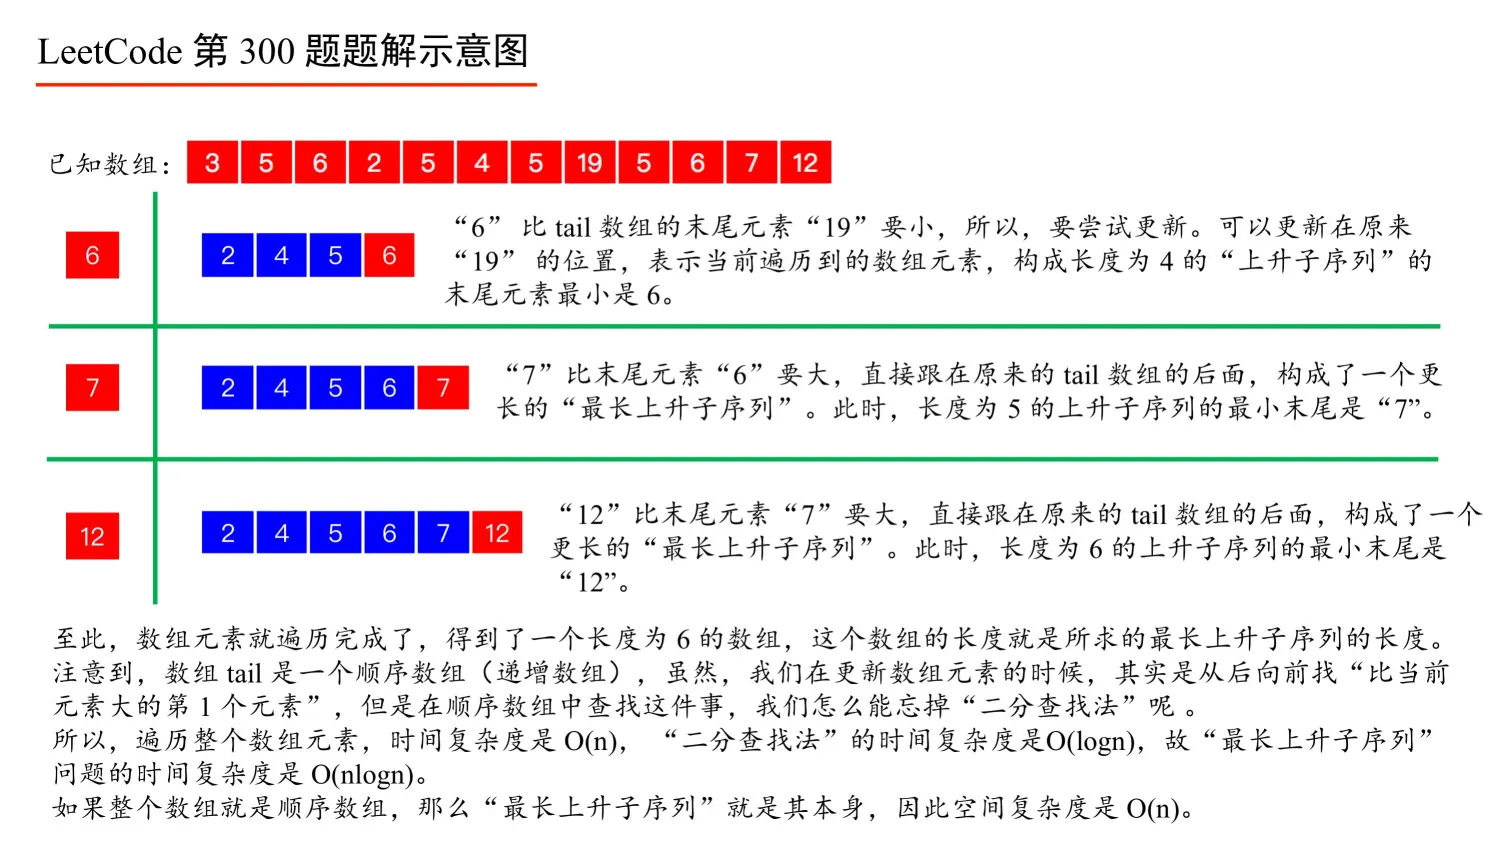 LeetCode 第 300 题题解示意图
已知数组： 3 5 6 2 5 4 5 19 5 6 7 12
6
2 4 5 6
“6” 比 tail 数组的末尾元素“19”要小，所以，要尝试更新。可以更新在原来
“19” 的位置，表示当前遍历到的数组元素，构成长度为 4 的“上升子序列”的
末尾元素最小是 6。
7
2 4 5 6 7
“7”比末尾元素“6”要大，直接跟在原来的 tail 数组的后面，构成了一个更
长的“最长上升子序列”。此时，长度为 5 的上升子序列的最小末尾是“7”。
12
2 4 5 6 7 12
“12”比末尾元素“7”要大，直接跟在原来的 tail 数组的后面，构成了一个
更长的“最长上升子序列”。此时，长度为 6 的上升子序列的最小末尾是
“12”。
至此，数组元素就遍历完成了，得到了一个长度为 6 的数组，这个数组的长度就是所求的最长上升子序列的长度。
注意到，数组 tail 是一个顺序数组（递增数组），虽然，我们在更新数组元素的时候，其实是从后向前找“比当前
元素大的第 1 个元素”，但是在顺序数组中查找这件事，我们怎么能忘掉“二分查找法”呢 。
所以，遍历整个数组元素，时间复杂度是 O(n)， “二分查找法”的时间复杂度是O(logn)，故“最长上升子序列”
问题的时间复杂度是 O(nlogn)。
如果整个数组就是顺序数组，那么“最长上升子序列”就是其本身，因此空间复杂度是 O(n)。